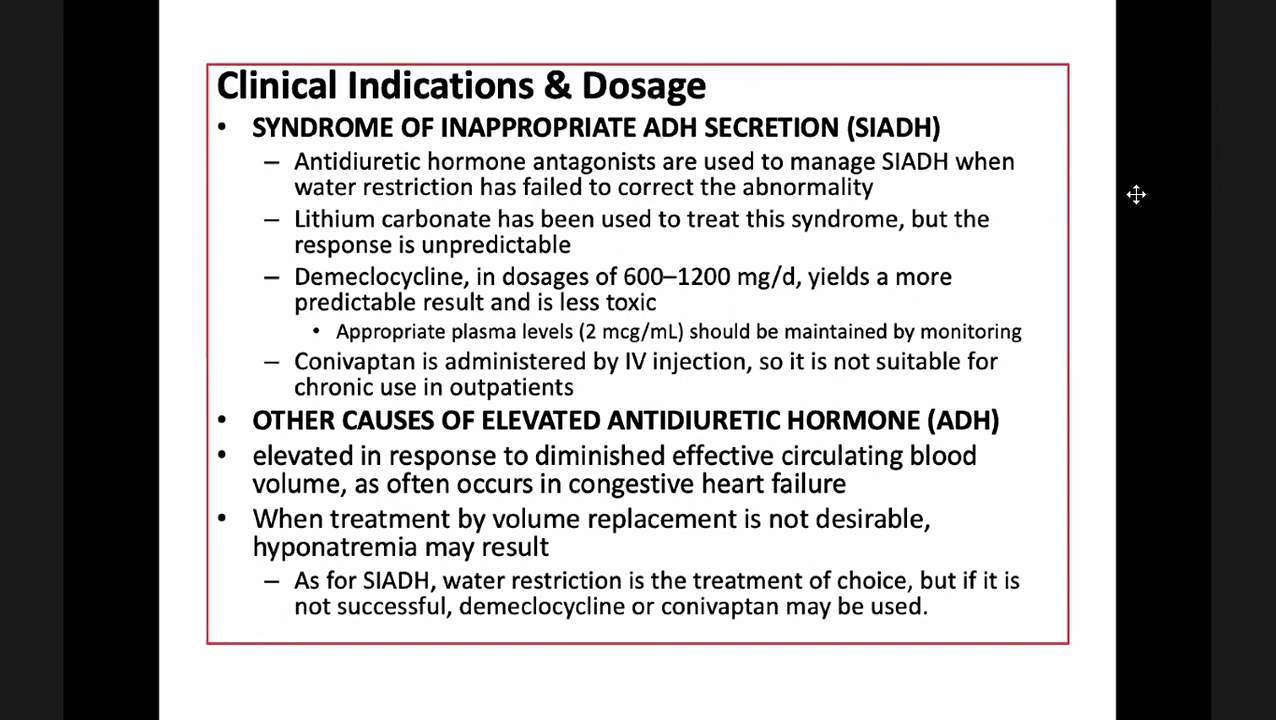 Clinical Indications & Dosage
• SYNDROME OF INAPPROPRIATE ADH SECRETION (SIADH)
– Antidiuretic hormone antagonists are used to manage SIADH when
water restriction has failed to correct the abnormality
– Lithium carbonate has been used to treat this syndrome, but the
response is unpredictable
– Demeclocycline, in dosages of 600–1200 mg/d, yields a more
predictable result and is less toxic
• Appropriate plasma levels (2 mcg/mL) should be maintained by monitoring
– Conivaptan is administered by IV injection, so it is not suitable for
chronic use in outpatients
• OTHER CAUSES OF ELEVATED ANTIDIURETIC HORMONE (ADH)
• elevated in response to diminished effective circulating blood
volume, as often occurs in congestive heart failure
• When treatment by volume replacement is not desirable,
hyponatremia may result
– As for SIADH, water restriction is the treatment of choice, but if it is
not successful, demeclocycline or conivaptan may be used.